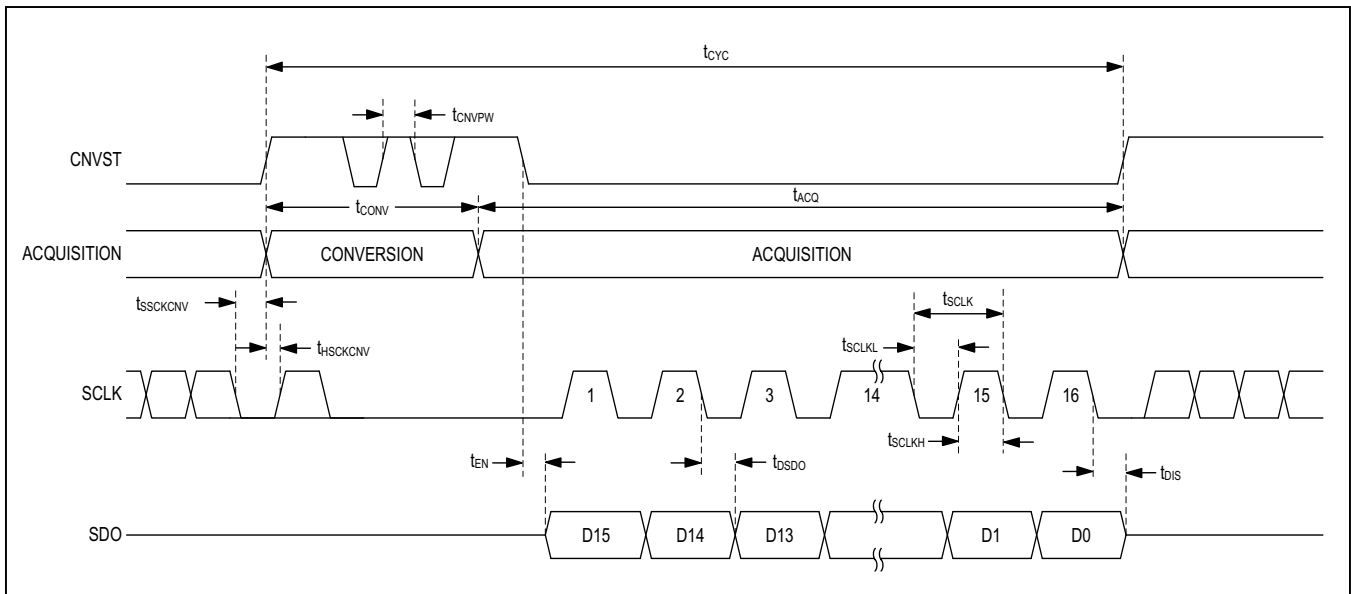 tCYC
tCNVPW
CNVST
tCONV
tACQ
ACQUISITION
CONVERSION
ACQUISITION
tSSCKCNV
tHSCKCNV
tSCLK
tSCLKL
SCLK
1
2
3
14
15
16
tSCLKH
tEN
tDSDO
tDIS
SDO
D15
D14
D13
D1
D0